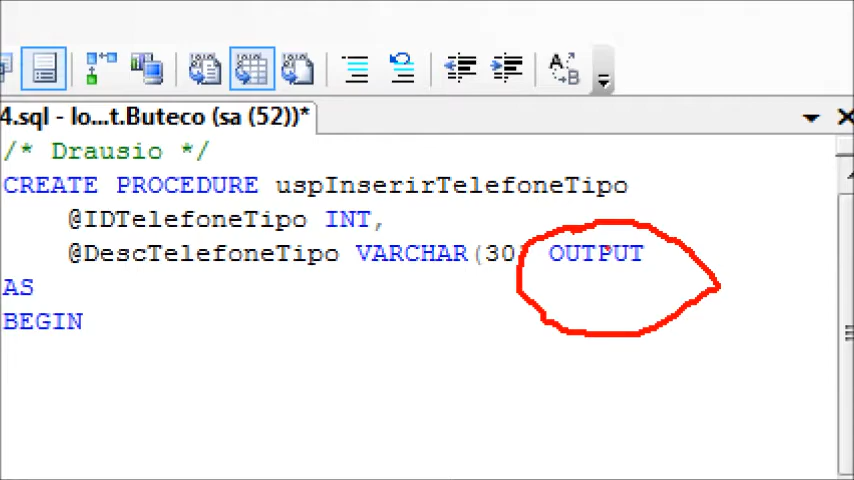 4.sql - lo...t.Buteco (sa (52))*
/* Drausio */
CREATE PROCEDURE uspInserirTelefoneTipo
@IDTelefoneTipo INT,
@DescTelefoneTipo VARCHAR(30) OUTPUT
AS
BEGIN